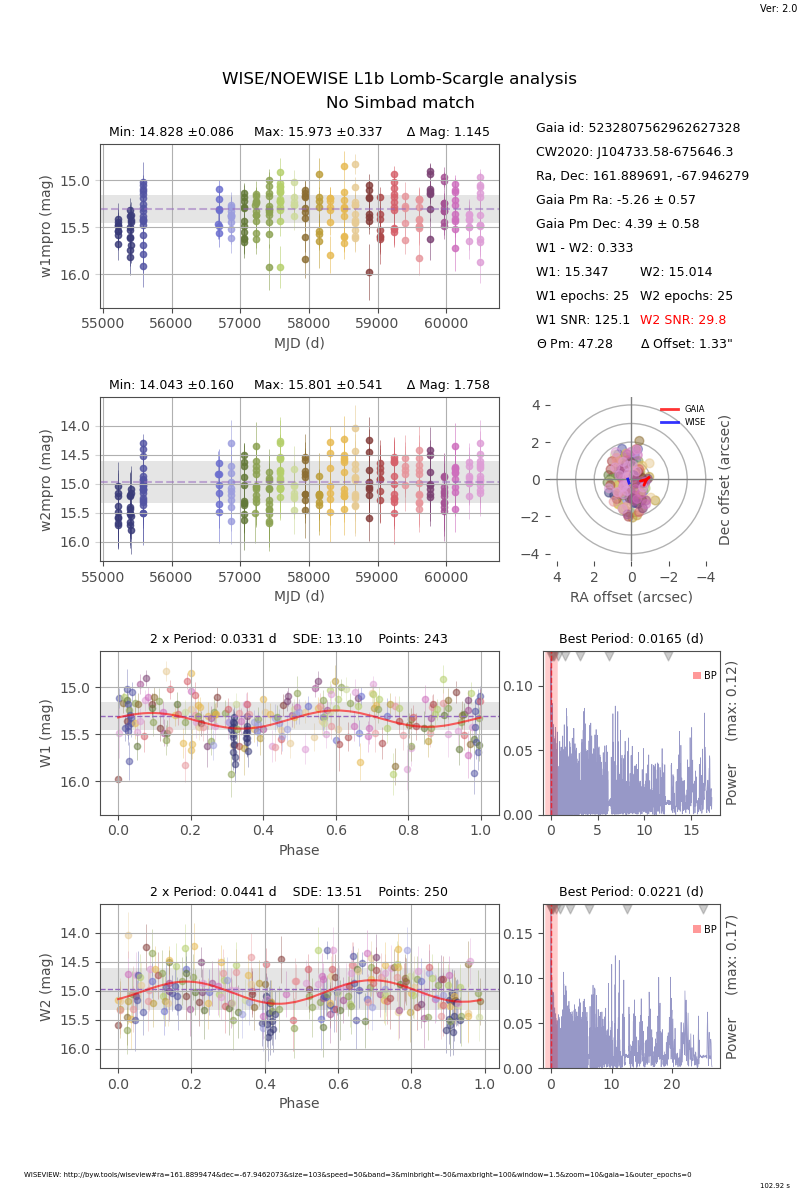 Ver: 2.0
WISE/NOEWISE L1b Lomb-Scargle analysis
No Simbad match
Min: 14.828 ±0.086 Max: 15.973 ±0.337 Δ Mag: 1.145
15.0
15.5
16.0
w1mpro (mag)
55000 56000 57000 58000 59000 60000
MJD (d)
Gaia id: 5232807562962627328
CW2020: J104733.58-675646.3
Ra, Dec: 161.889691, -67.946279
Gaia Pm Ra: -5.26 ± 0.57
Gaia Pm Dec: 4.39 ± 0.58
W1 - W2: 0.333
W1: 15.347 W2: 15.014
W1 epochs: 25 W2 epochs: 25
W1 SNR: 125.1 W2 SNR: 29.8
Θ Pm: 47.28 Δ Offset: 1.33"
Min: 14.043 ±0.160 Max: 15.801 ±0.541 Δ Mag: 1.758
14.0
14.5
15.0
15.5
16.0
w2mpro (mag)
55000 56000 57000 58000 59000 60000
MJD (d)
GAIA
WISE
4
2
0
−2
−4
Dec offset (arcsec)
4 2 0 −2 −4
RA offset (arcsec)
2 x Period: 0.0331 d SDE: 13.10 Points: 243
15.0
15.5
16.0
W1 (mag)
0.0 0.2 0.4 0.6 0.8 1.0
Phase
Best Period: 0.0165 (d)
BP
0.10
0.05
0.00
Power (max: 0.12)
0 5 10 15
2 x Period: 0.0441 d SDE: 13.51 Points: 250
14.0
14.5
15.0
15.5
16.0
W2 (mag)
0.0 0.2 0.4 0.6 0.8 1.0
Phase
Best Period: 0.0221 (d)
BP
0.15
0.10
0.05
0.00
Power (max: 0.17)
0 10 20
WISEVIEW: http://byw.tools/wiseview#ra=161.8899474&dec=-67.9462073&size=103&speed=50&band=3&minbright=-50&maxbright=100&window=1.5&zoom=10&gaia=1&outer_epochs=0
102.92 s